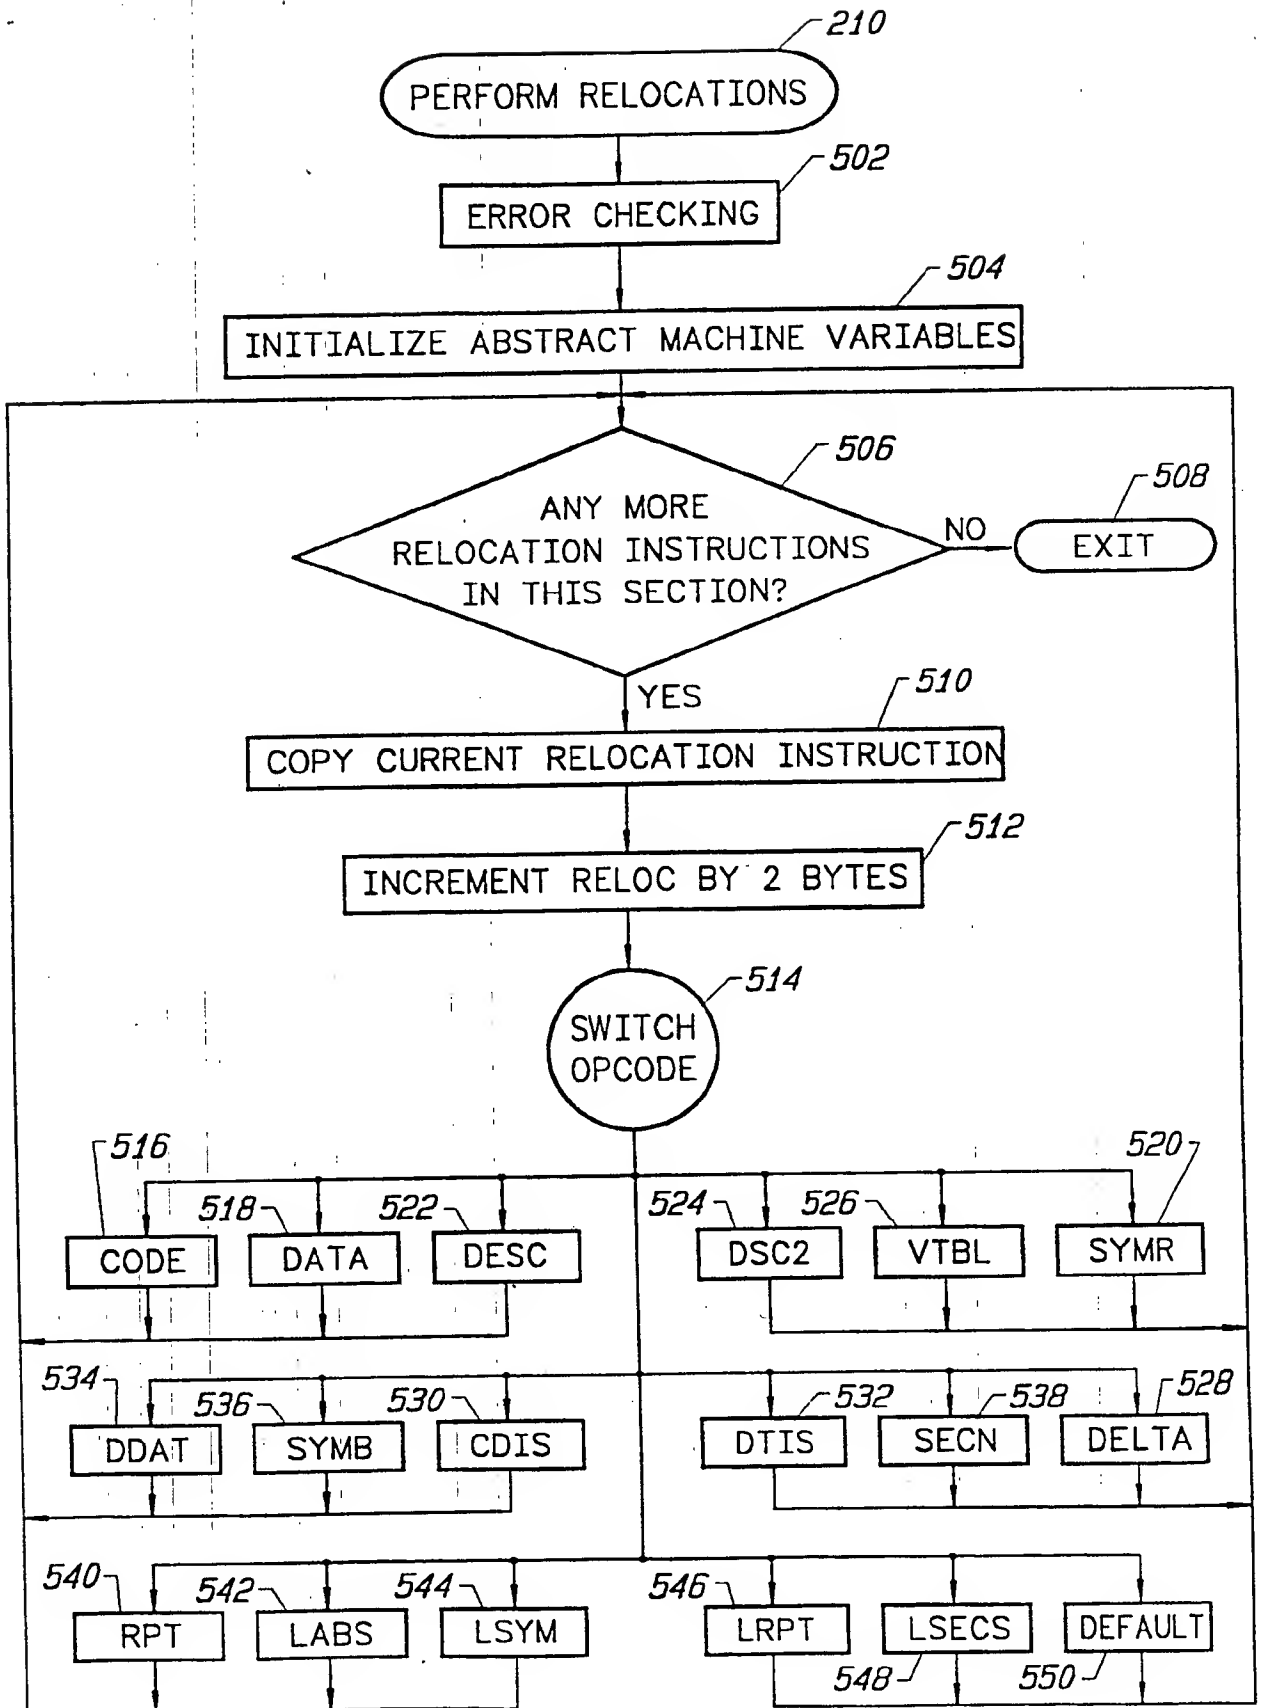 210
PERFORM RELOCATIONS
502
ERROR CHECKING
504
INITIALIZE ABSTRACT MACHINE VARIABLES
506
ANY MORE
RELOCATION INSTRUCTIONS
IN THIS SECTION?
NO
508
EXIT
YES
510
COPY CURRENT RELOCATION INSTRUCTION
512
INCREMENT RELOC BY 2 BYTES
514
SWITCH
OPCODE
516 518 522 524 526 520
CODE DATA DESC DSC2 VTBL SYMR
534 536 530 532 538 528
DDAT SYMB CDIS DTIS SECN DELTA
540 542 544 546
RPT LABS LSYM LRPT LSECS DEFAULT
548 550